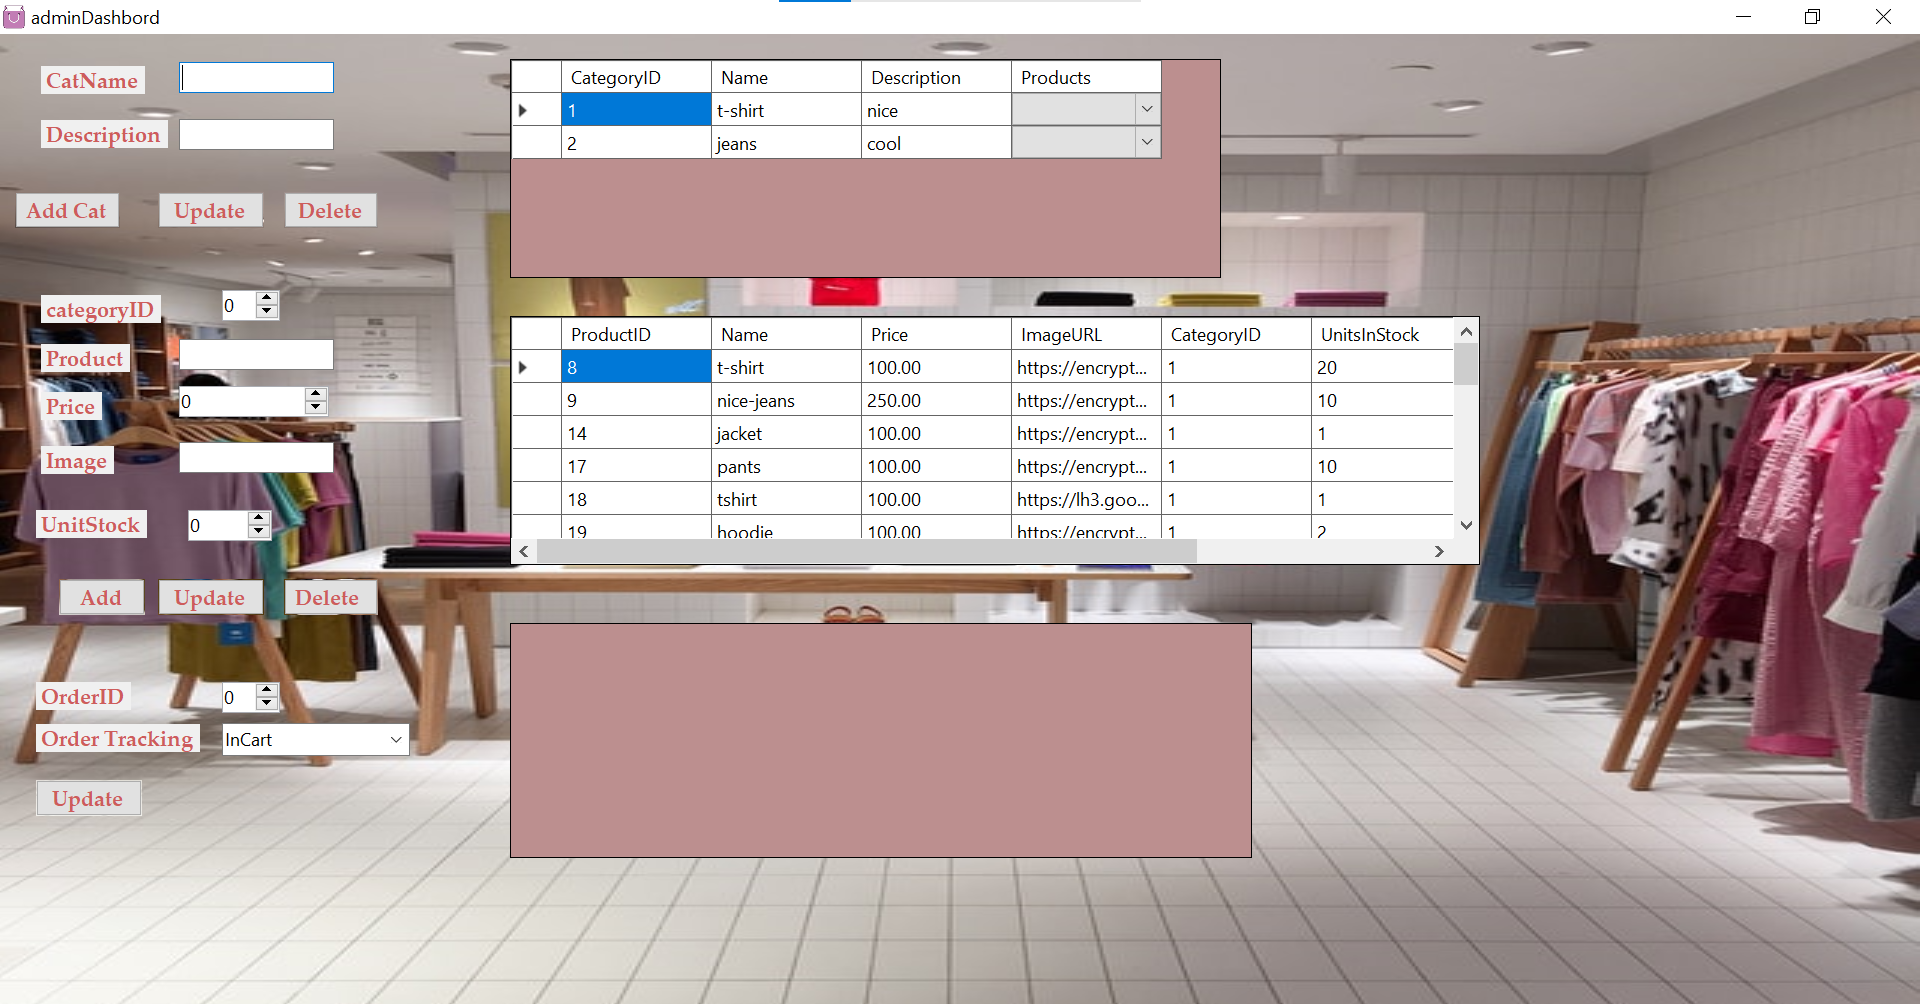 adminDashbord
CatName
Description
Add Cat Update Delete
CategoryID Name Description Products
1 t-shirt nice
2 jeans cool
categoryID 0
Product
Price 0
Image
UnitStock 0
Add Update Delete
ProductID Name Price ImageURL CategoryID UnitsInStock
8 t-shirt 100.00 https://encrypt... 1 20
9 nice-jeans 250.00 https://encrypt... 1 10
14 jacket 100.00 https://encrypt... 1 1
17 pants 100.00 https://encrypt... 1 10
18 tshirt 100.00 https://lh3.goo... 1 1
19 hoodie 100.00 https://encrypt... 1 2
OrderID 0
Order Tracking InCart
Update